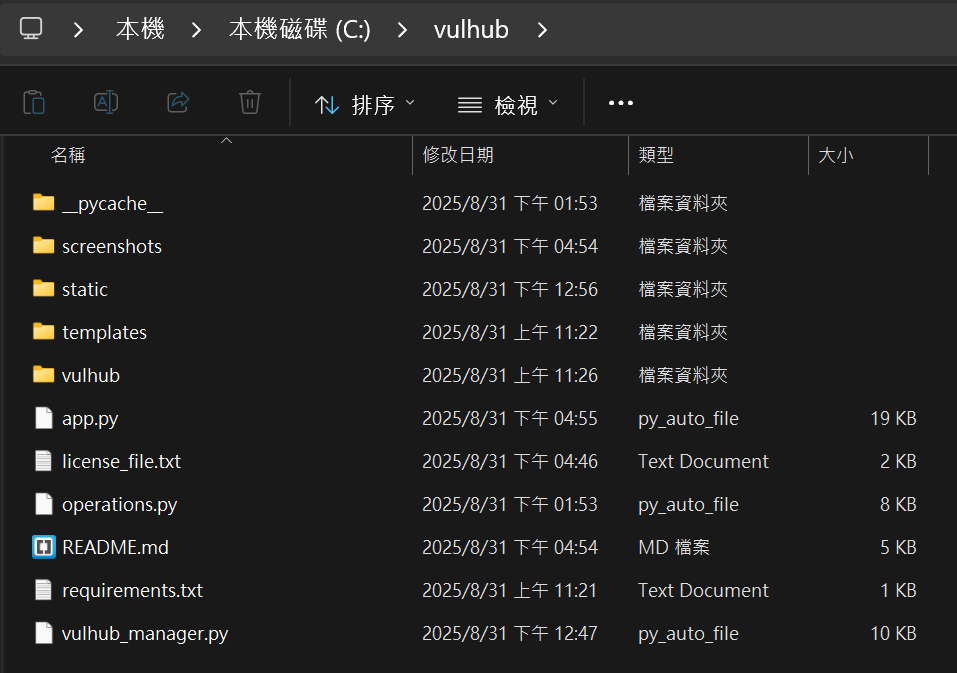 本機 本機磁碟 (C:) vulhub
排序 檢視
名稱 修改日期 類型 大小
__pycache__ 2025/8/31 下午 01:53 檔案資料夾
screenshots 2025/8/31 下午 04:54 檔案資料夾
static 2025/8/31 下午 12:56 檔案資料夾
templates 2025/8/31 上午 11:22 檔案資料夾
vulhub 2025/8/31 上午 11:26 檔案資料夾
app.py 2025/8/31 下午 04:55 py_auto_file 19 KB
license_file.txt 2025/8/31 下午 04:46 Text Document 2 KB
operations.py 2025/8/31 下午 01:53 py_auto_file 8 KB
README.md 2025/8/31 下午 04:54 MD 檔案 5 KB
requirements.txt 2025/8/31 上午 11:21 Text Document 1 KB
vulhub_manager.py 2025/8/31 下午 12:47 py_auto_file 10 KB